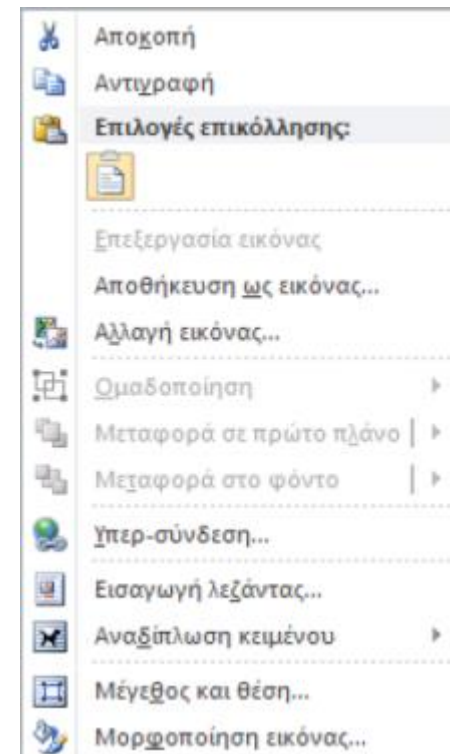 Αποκοπή
Αντιγραφή
Επιλογές επικόλλησης:
Επεξεργασία εικόνας
Αποθήκευση ως εικόνας...
Αλλαγή εικόνας...
Ομαδοποίηση
Μεταφορά σε πρώτο πλάνο
Μεταφορά στο φόντο
Υπερ-σύνδεση...
Εισαγωγή λεζάντας...
Αναδίπλωση κειμένου
Μέγεθος και θέση...
Μορφοποίηση εικόνας...